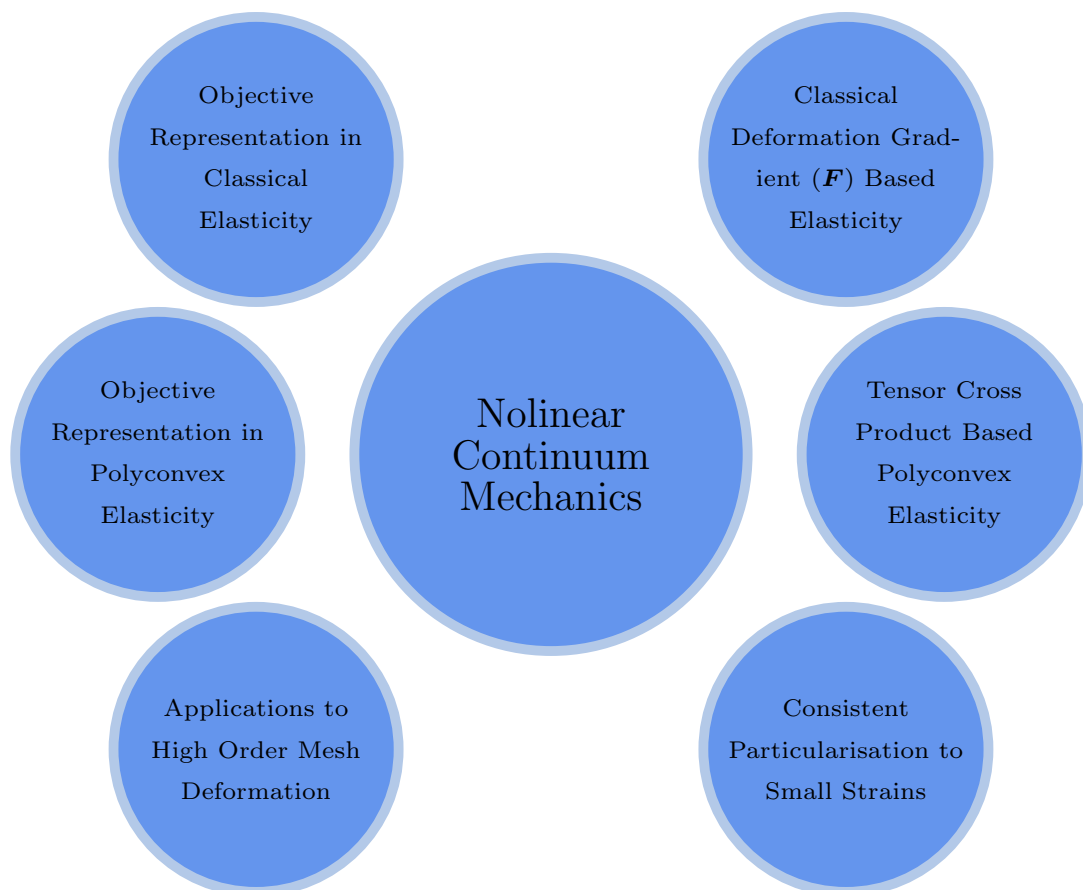 Objective
Representation in
Classical
Elasticity
Classical
Deformation Grad-
ient (F) Based
Elasticity
Objective
Representation in
Polyconvex
Elasticity
Nolinear
Continuum
Mechanics
Tensor Cross
Product Based
Polyconvex
Elasticity
Applications to
High Order Mesh
Deformation
Consistent
Particularisation to
Small Strains